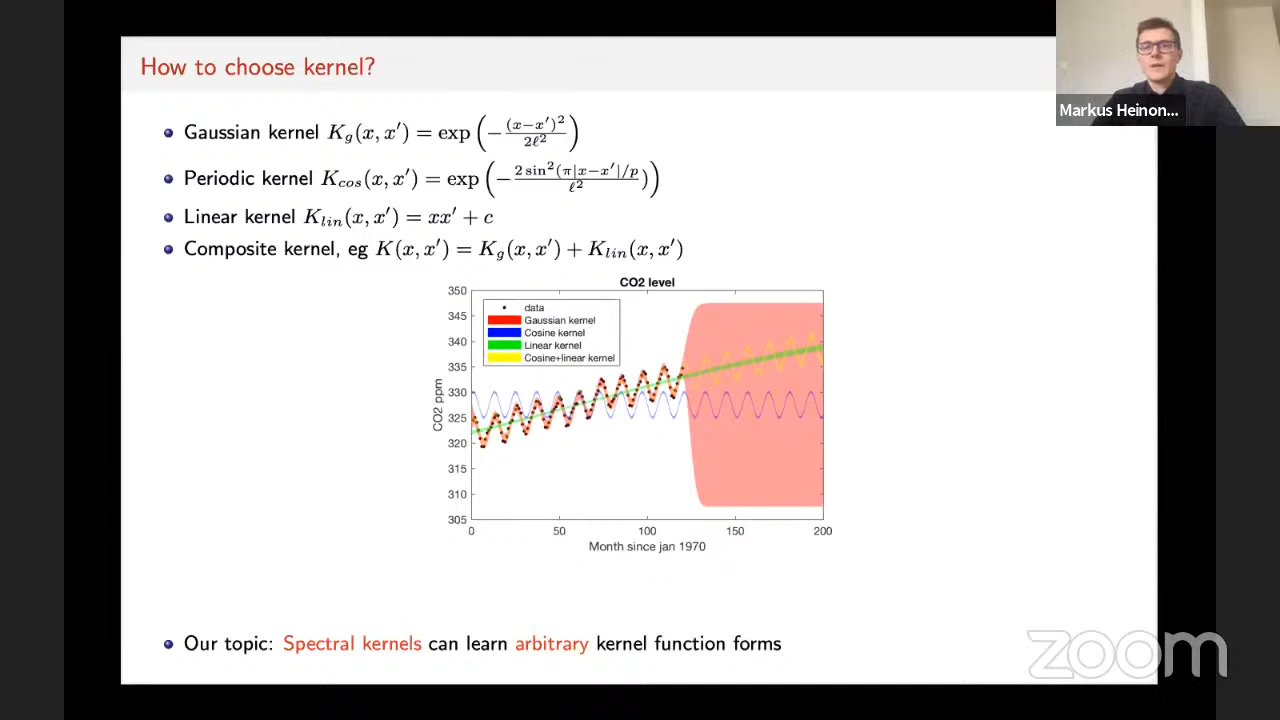 How to choose kernel?
Markus Heinon...
Gaussian kernel K_g(x, x′) = exp(−(x−x′)²/2ℓ²)
Periodic kernel K_cos(x, x′) = exp(−2 sin²(π|x−x′|/p)/ℓ²)
Linear kernel K_lin(x, x′) = xx′ + c
Composite kernel, eg K(x, x′) = K_g(x, x′) + K_lin(x, x′)
CO2 level
350
345
340
335
330
325
320
315
310
305
CO2 ppm
data
Gaussian kernel
Cosine kernel
Linear kernel
Cosine+linear kernel
0 50 100 150 200
Month since jan 1970
Our topic: Spectral kernels can learn arbitrary kernel function forms
zoom